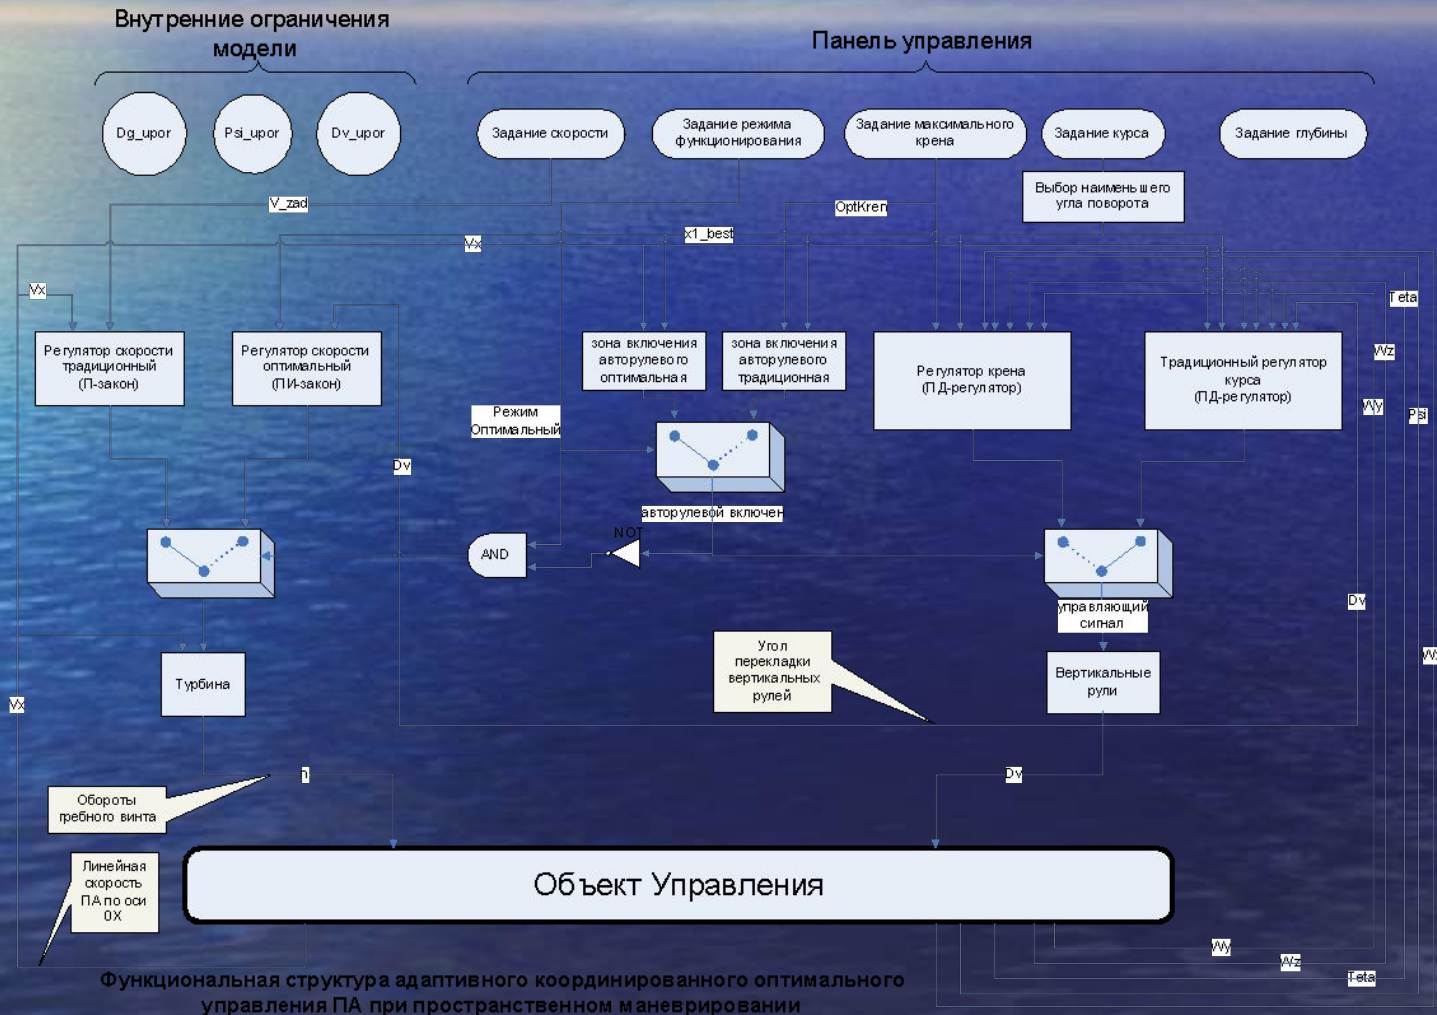 Внутренние ограничения
модели
Панель управления
Dg_upor
Psi_upor
Dv_upor
Задание скорости
Задание режима
функционирования
Задание максимального
крена
Задание курса
Задание глубины
Выбор наименьшего
угла поворота
V_zad
OptKren
x1_best
Vx
Vx
Teta
Регулятор скорости
традиционный
(П-закон)
Регулятор скорости
оптимальный
(ПИ-закон)
зона включения
авторулевого
оптимальная
зона включения
авторулевого
традиционная
Регулятор крена
(ПД-регулятор)
Традиционный регулятор
курса
(ПД-регулятор)
Wz
Wy
Psi
Режим
Оптимальный
Dv
авторулевой включен
NOT
AND
управляющий
сигнал
Dv
Угол
перекладки
вертикальных
рулей
Вертикальные
рули
Турбина
Wx
Vx
n
Dv
Обороты
гребного винта
Линейная
скорость
ПА по оси
0X
Объект Управления
Wy
Wz
Teta
Функциональная структура адаптивного координированного оптимального
управления ПА при пространственном маневрировании